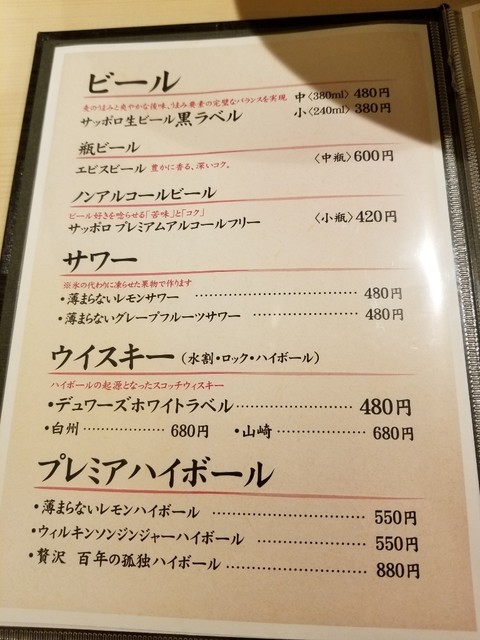 ビール
麦のうまみと爽やかな後味、うまみ要素の完璧なバランスを実現 中〈380ml〉480円
サッポロ生ビール黒ラベル 小〈240ml〉380円
瓶ビール
ヱビスビール 豊かに香る、深いコク。 〈中瓶〉600円
ノンアルコールビール
ビール好きを唸らせる「苦味」と「コク」
サッポロ プレミアムアルコールフリー 〈小瓶〉420円
サワー
※氷の代わりに凍らせた果物で作ります
・薄まらないレモンサワー ………………………… 480円
・薄まらないグレープフルーツサワー ……………… 480円
ウイスキー（水割・ロック・ハイボール）
ハイボールの起源となったスコッチウィスキー
・デュワーズホワイトラベル………………… 480円
・白州 …………… 680円 ・山崎 …………… 680円
プレミアハイボール
・薄まらないレモンハイボール ………………………… 550円
・ウィルキンソンジンジャーハイボール ………………… 550円
・贅沢 百年の孤独ハイボール ………………………… 880円